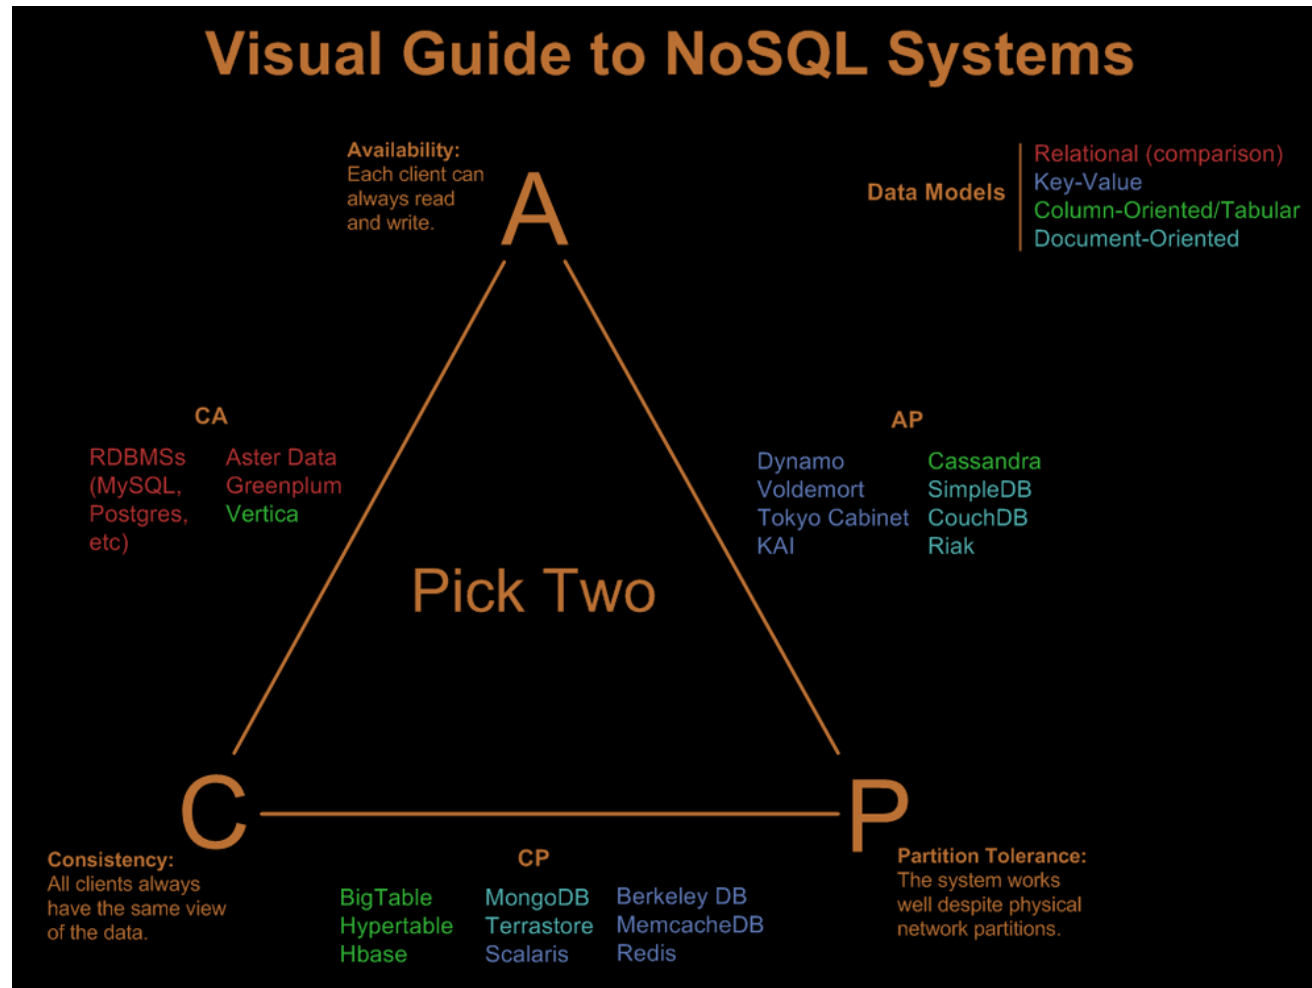 Visual Guide to NoSQL Systems
Availability:
Each client can
always read
and write.
A
Data Models
Relational (comparison)
Key-Value
Column-Oriented/Tabular
Document-Oriented
CA
RDBMSs
(MySQL,
Postgres,
etc)
Aster Data
Greenplum
Vertica
AP
Dynamo
Voldemort
Tokyo Cabinet
KAI
Cassandra
SimpleDB
CouchDB
Riak
Pick Two
C
P
Consistency:
All clients always
have the same view
of the data.
CP
BigTable
Hypertable
Hbase
MongoDB
Terrastore
Scalaris
Berkeley DB
MemcacheDB
Redis
Partition Tolerance:
The system works
well despite physical
network partitions.